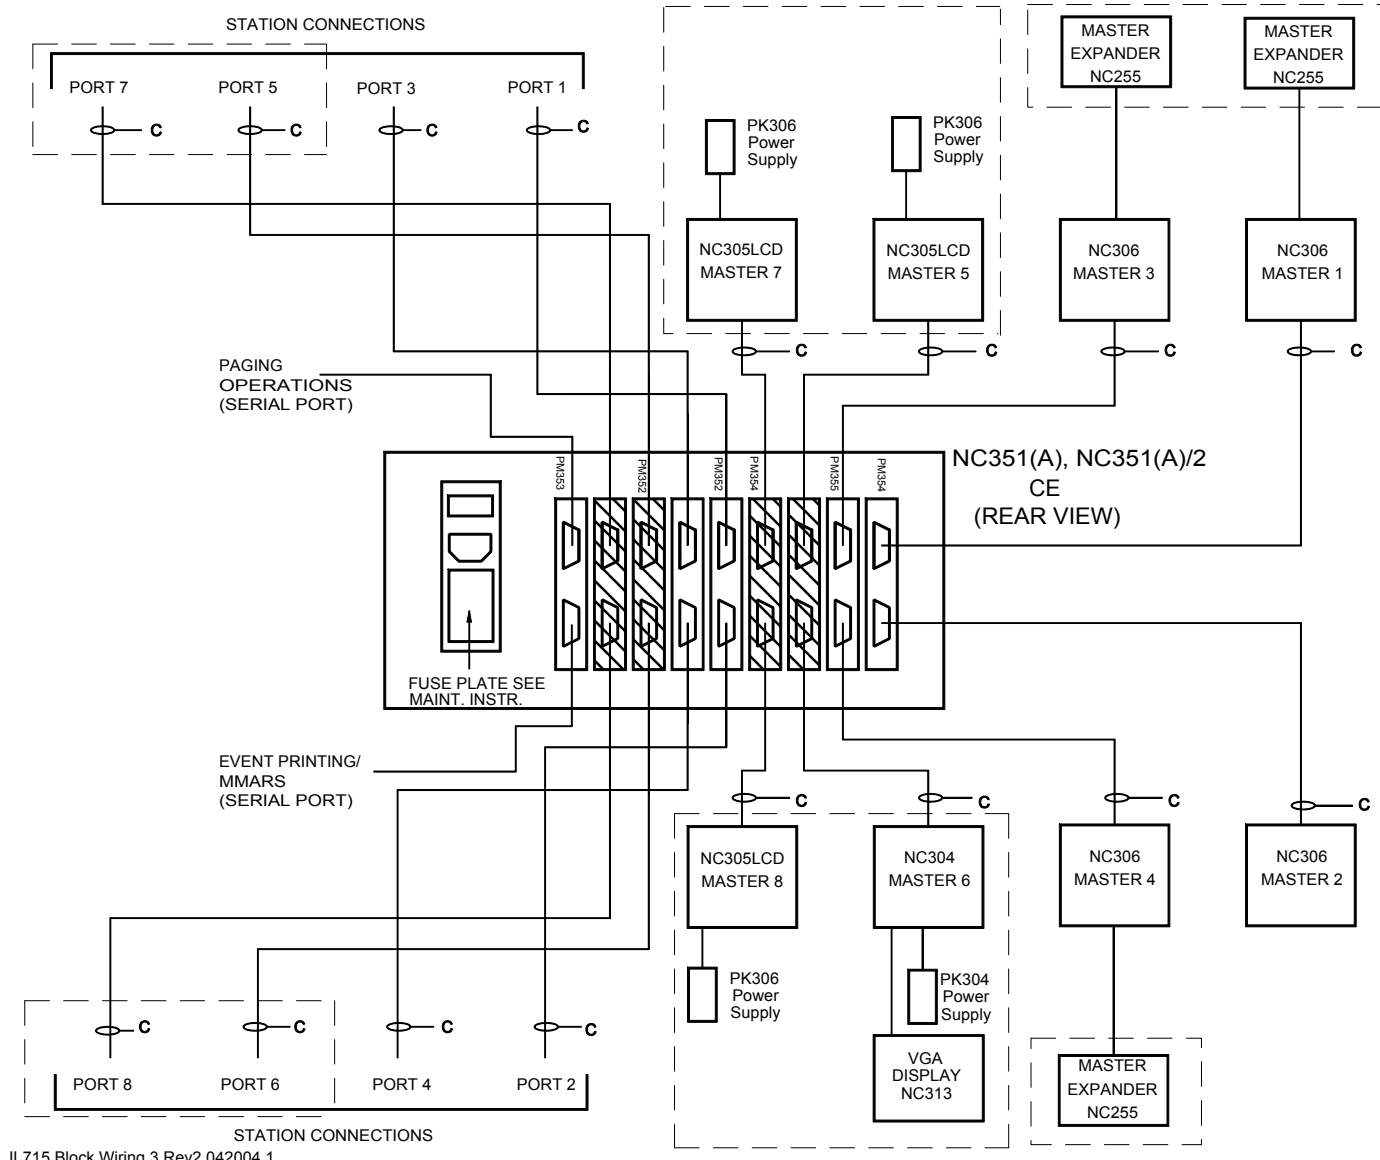 STATION CONNECTIONS
PORT 7
PORT 5
PORT 3
PORT 1
C
C
C
C
PK306
Power
Supply
PK306
Power
Supply
MASTER
EXPANDER
NC255
MASTER
EXPANDER
NC255
NC305LCD
MASTER 7
NC305LCD
MASTER 5
NC306
MASTER 3
NC306
MASTER 1
C
C
C
C
PAGING
OPERATIONS
(SERIAL PORT)
PM353
PM352
PM352
PM354
PM355
PM354
NC351(A), NC351(A)/2
CE
(REAR VIEW)
FUSE PLATE SEE
MAINT. INSTR.
EVENT PRINTING/
MMARS
(SERIAL PORT)
C
C
C
C
NC305LCD
MASTER 8
NC304
MASTER 6
NC306
MASTER 4
NC306
MASTER 2
PK306
Power
Supply
PK304
Power
Supply
VGA
DISPLAY
NC313
MASTER
EXPANDER
NC255
C
C
C
C
PORT 8
PORT 6
PORT 4
PORT 2
STATION CONNECTIONS
IL715 Block Wiring 3 Rev2 042004 1